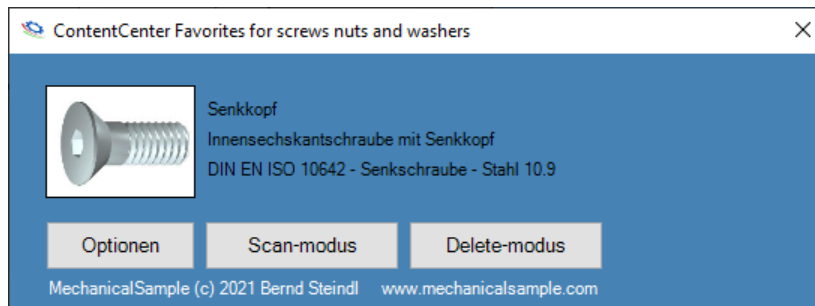 ContentCenter Favorites for screws nuts and washers
Senkkopf
Innensechskantschraube mit Senkkopf
DIN EN ISO 10642 - Senkschraube - Stahl 10.9
Optionen Scan-modus Delete-modus
MechanicalSample (c) 2021 Bernd Steindl www.mechanicalsample.com